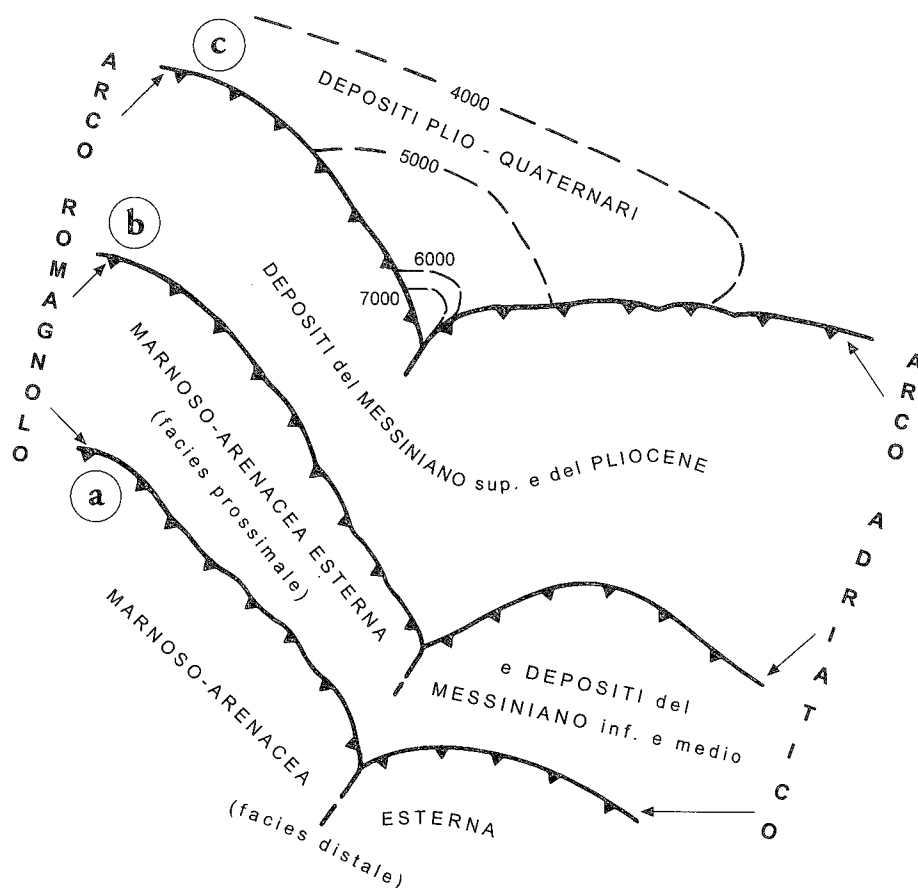 c
4000
DEPOSITI PLIO - QUATERNARI
5000
6000
7000
ARCO ROMAGNOLO
b
DEPOSITI del MESSINIANO sup. e del PLIOCENE
MARNOSO-ARENACEA ESTERNA
(facies prossimale)
ARCO ADRIATICO
a
MARNOSO-ARENACEA
(facies distale)
ESTERNA
e DEPOSITI del
MESSINIANO inf. e medio